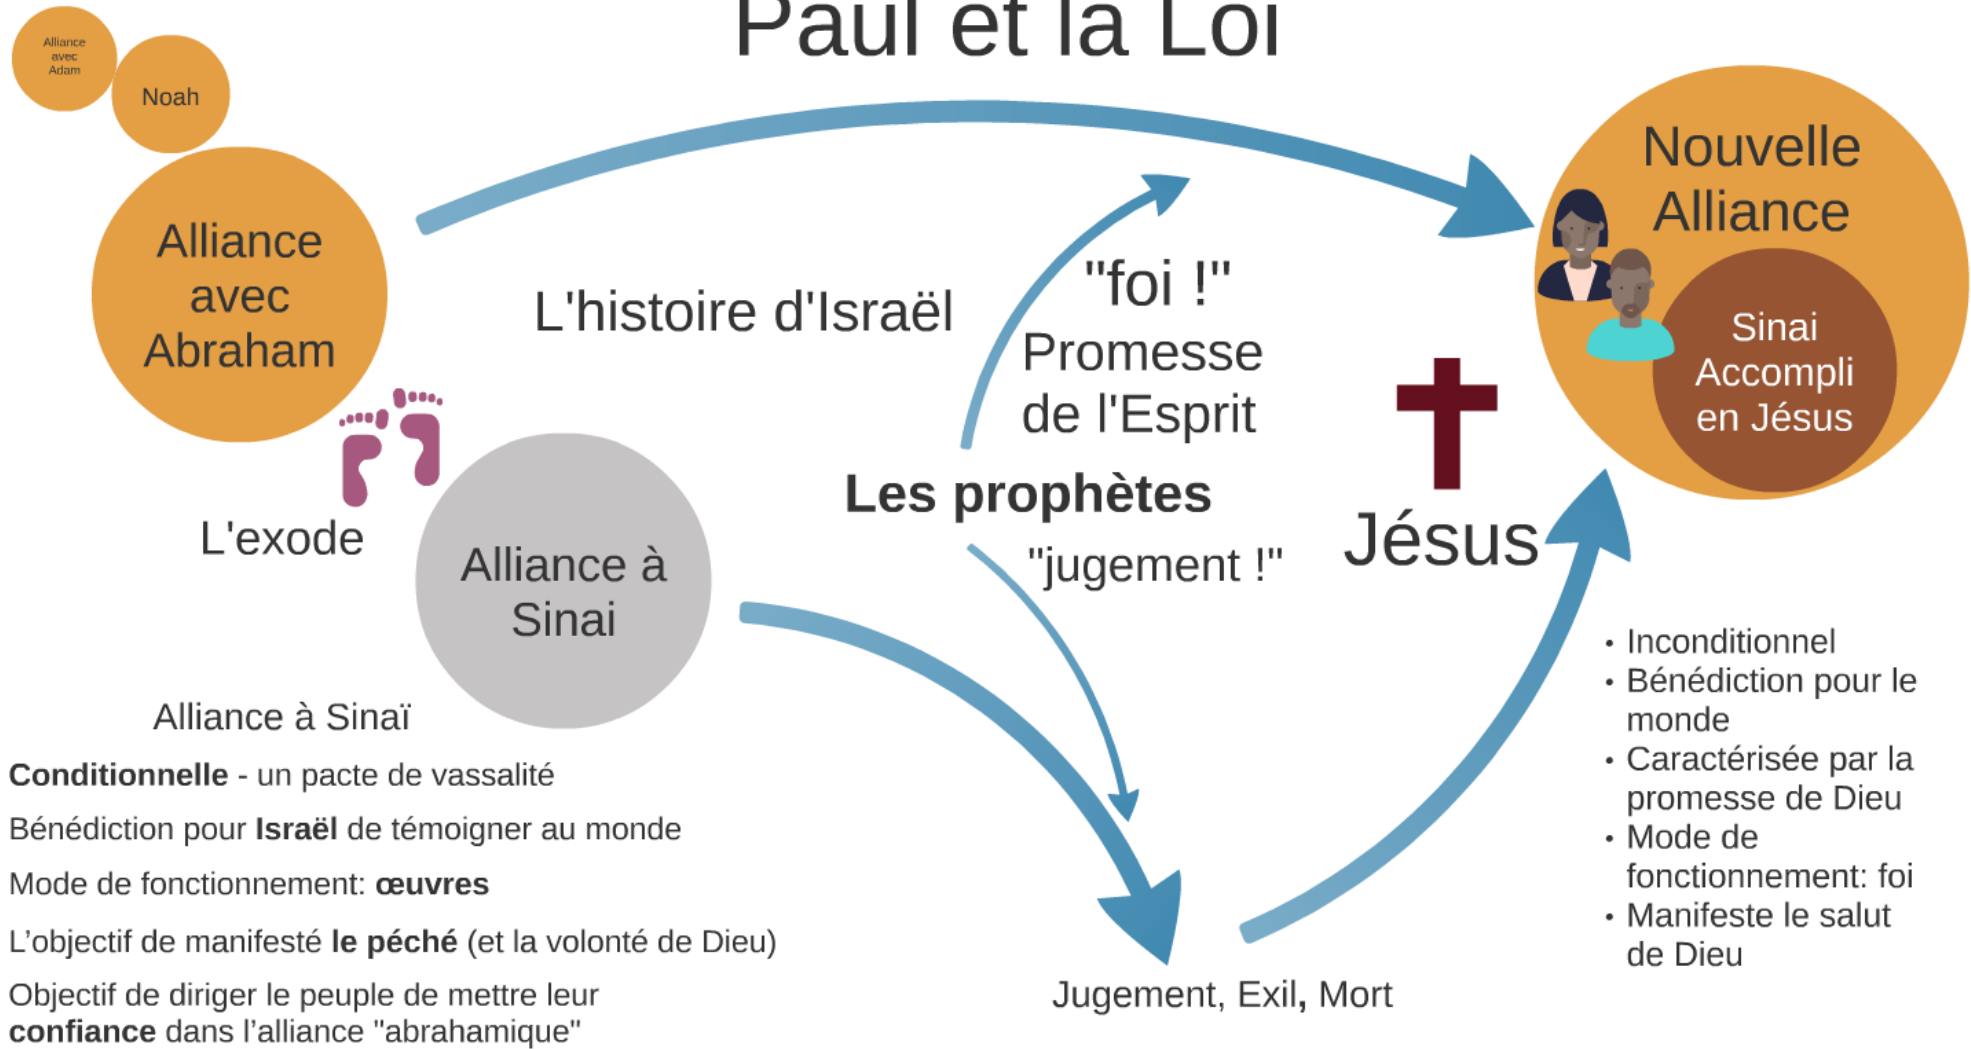 Paul et la Loi
Alliance
avec
Adam
Noah
Alliance
avec
Abraham
L'exode
Alliance à
Sinai
L'histoire d'Israël
"foi !"
Promesse
de l'Esprit
Les prophètes
"jugement !"
Jésus
Nouvelle
Alliance
Sinai
Accompli
en Jésus
Alliance à Sinaï
Conditionnelle - un pacte de vassalité
Bénédiction pour Israël de témoigner au monde
Mode de fonctionnement: œuvres
L’objectif de manifesté le péché (et la volonté de Dieu)
Objectif de diriger le peuple de mettre leur
confiance dans l’alliance "abrahamique"
Jugement, Exil, Mort
• Inconditionnel
• Bénédiction pour le
monde
• Caractérisée par la
promesse de Dieu
• Mode de
fonctionnement: foi
• Manifeste le salut
de Dieu